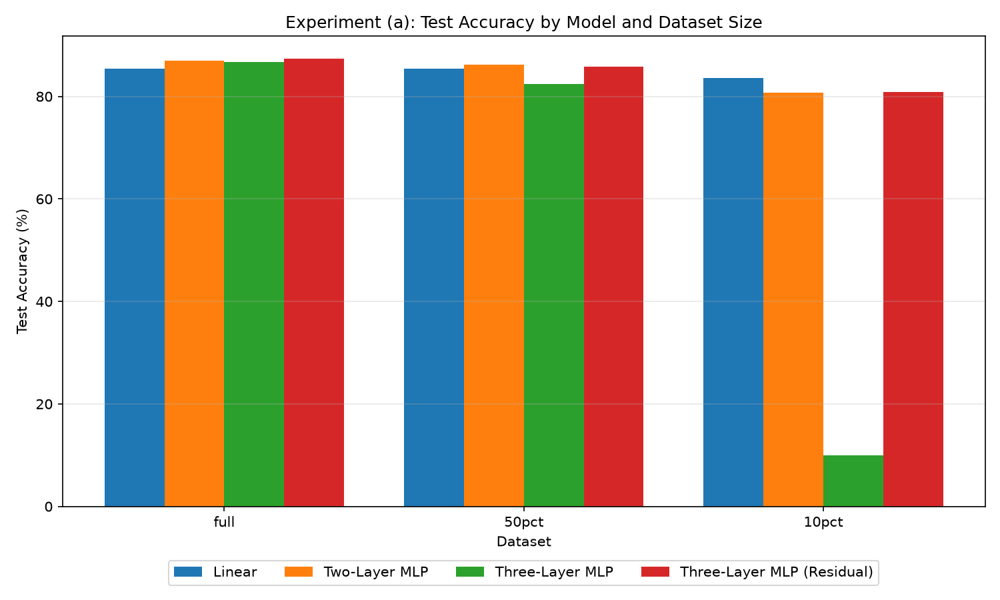 Experiment (a): Test Accuracy by Model and Dataset Size
Test Accuracy (%)
80
60
40
20
0
full 50pct 10pct
Dataset
Linear Two-Layer MLP Three-Layer MLP Three-Layer MLP (Residual)